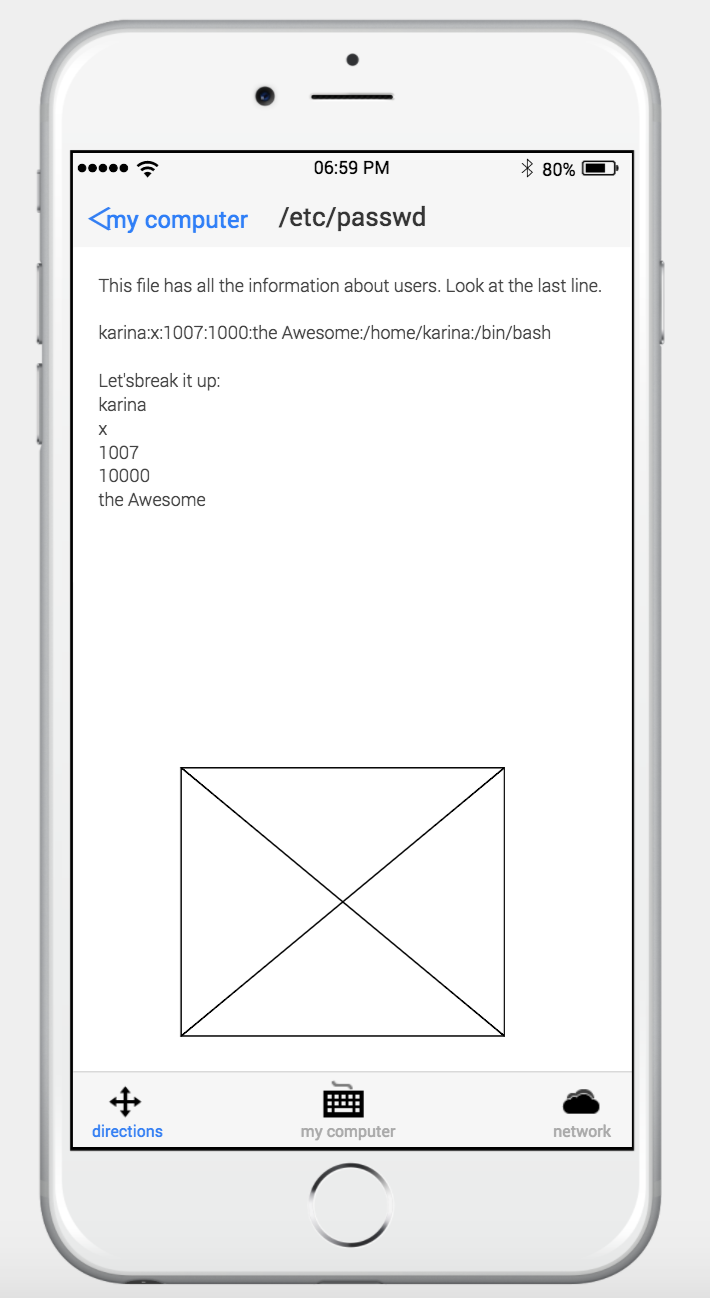 06:59 PM 80%
my computer /etc/passwd
This file has all the information about users. Look at the last line.
karina:x:1007:1000:the Awesome:/home/karina:/bin/bash
Let'sbreak it up:
karina
x
1007
10000
the Awesome
directions my computer network